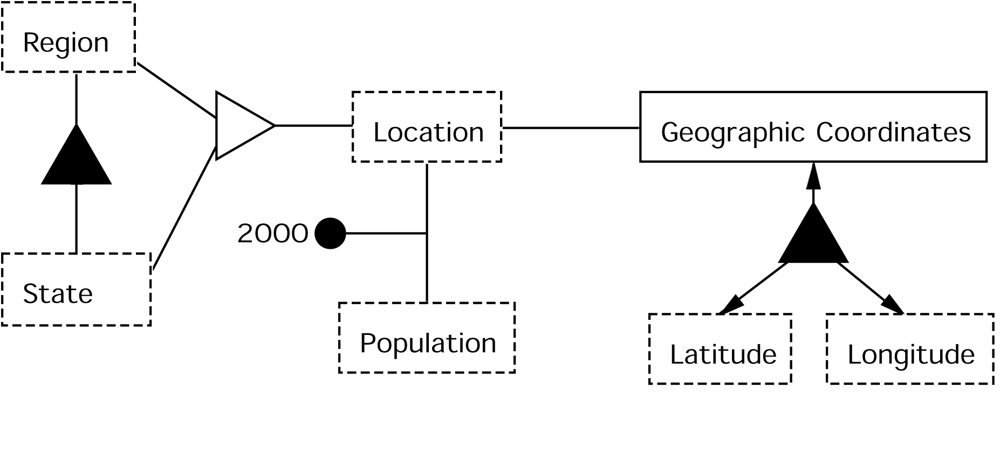 Region
Location
Geographic Coordinates
2000
State
Population
Latitude
Longitude